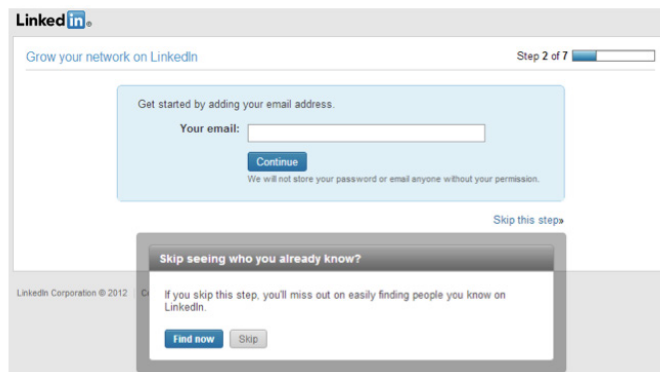 Linked in ®
Grow your network on LinkedIn
Step 2 of 7
Get started by adding your email address.
Your email:
Continue
We will not store your password or email anyone without your permission.
Skip this step»
Skip seeing who you already know?
If you skip this step, you'll miss out on easily finding people you know on
LinkedIn.
Find now Skip
LinkedIn Corporation © 2012